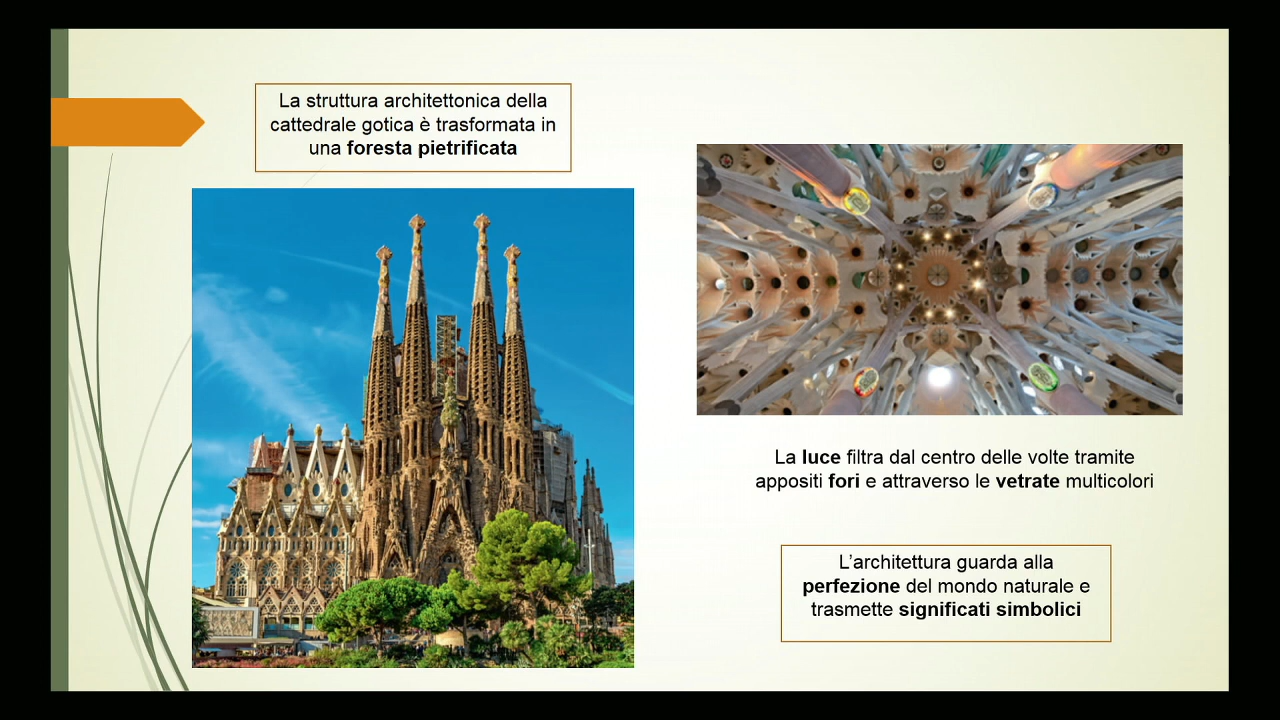 La struttura architettonica della
cattedrale gotica è trasformata in
una foresta pietrificata
La luce filtra dal centro delle volte tramite
appositi fori e attraverso le vetrate multicolori
L'architettura guarda alla
perfezione del mondo naturale e
trasmette significati simbolici